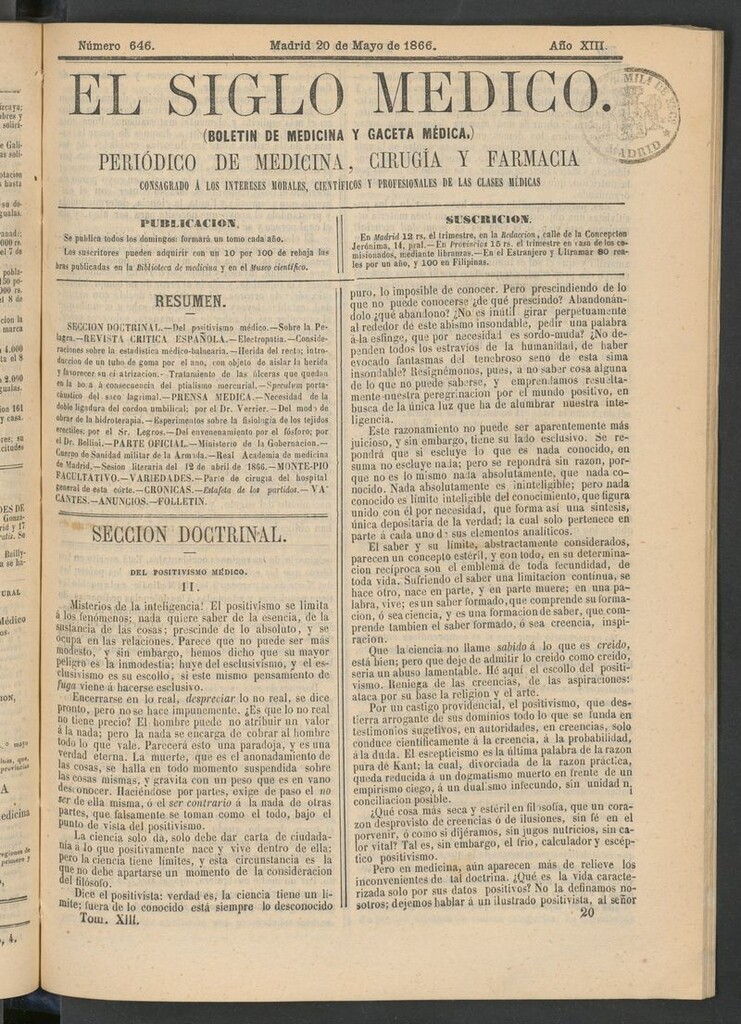 Número 646.
Madrid 20 de Mayo de 1866.
Año XIII.
EL SIGLO MEDICO.
(BOLETIN DE MEDICINA Y GACETA MÉDICA.)
PERIÓDICO DE MEDICINA, CIRUGÍA Y FARMACIA
CONSAGRADO Á LOS INTERESES MORALES, CIENTÍFICOS Y PROFESIONALES DE LAS CLASES MÉDICAS
MADRID
PUBLICACION,
Se publica todos los domingos: formará un tomo cada año.
Los suscritores pueden adquirir con un 10 por 100 de rebaja las
bras publicadas en la Biblioteca de medicina y en el Museo científico.
SUSCRICION.
En Madrid 12 rs. el trimestre, en la Redaccion, calle de la Concepcion
Jerónima, 14, pral.—En Provincias 15 rs. el trimestre en casa de los co-
misionados, mediante libranzas.—En el Estranjero y Ultramar 80 rea-
les por un año, y 100 en Filipinas.
RESUMEN.
SECCION DOCTRINAL.—Del positivismo médico.—Sobre la Pe-
lagra.—REVISTA CRITICA ESPAÑOLA.—Electropatia.—Conside-
raciones sobre la estadística médico-balnearia.—Herida del recto; intro-
duccion de un tubo de goma por el ano, con objeto de aislar la herida
y favorecer su cicatrizacion.—Tratamiento de las úlceras que quedan
en la boca á consecuencia del ptialismo mercurial.—Speculum porta-
cáustico del saco lagrimal.—PRENSA MEDICA.—Necesidad de la
doble ligadura del cordon umbilical; por el Dr. Verrier.—Del modo de
obrar de la hidroterapia.—Esperimentos sobre la fisiología de los tejidos
erectiles; por el Sr. Legros.—Del envenenamiento por el fósforo; por
el Dr. Bellini.—PARTE OFICIAL.—Ministerio de la Gobernacion.—
Cuerpo de Sanidad militar de la Armada.—Real Academia de medicina
de Madrid.—Sesion literaria del 12 de abril de 1866.—MONTE-PIO
FACULTATIVO.—VARIEDADES.—Parte de cirugia del hospital
general de esta córte.—CRONICAS.—Estafeta de los partidos.—VA-
CANTES.—ANUNCIOS.—FOLLETIN.
SECCION DOCTRINAL.
DEL POSITIVISMO MÉDICO.
II.
Misterios de la inteligencia! El positivismo se limita
á los fenómenos; nada quiere saber de la esencia, de la
sustancia de las cosas; prescinde de lo absoluto, y se
ocupa en las relaciones. Parece que no puede ser más
modesto, y sin embargo, hemos dicho que su mayor
peligro es la inmodestia; huye del esclusivismo, y el es-
clusivismo es su escollo; si este mismo pensamiento de
fuga viene á hacerse esclusivo.
Encerrarse en lo real, despreciar lo no real, se dice
pronto, pero no se hace impunemente. ¿Es que lo no real
no tiene precio? El hombre puede no atribuir un valor
á la nada; pero la nada se encarga de cobrar al hombre
todo lo que vale. Parecerá esto una paradoja, y es una
verdad eterna. La muerte, que es el anonadamiento de
las cosas, se halla en todo momento suspendida sobre
las cosas mismas, y gravita con un peso que es en vano
desconocer. Haciéndose por partes, exige de paso el no
ser de ella misma, ó el ser contrario á la nada de otras
partes, que falsamente se toman como el todo, bajo el
punto de vista del positivismo.
La ciencia solo da, solo debe dar carta de ciudada-
nía á lo que positivamente nace y vive dentro de ella;
pero la ciencia tiene límites, y esta circunstancia es la
que no debe apartarse un momento de la consideracion
del filósofo.
Dice el positivista: verdad es, la ciencia tiene un lí-
mite; fuera de lo conocido está siempre lo desconocido
Tom. XIII.
puro, lo imposible de conocer. Pero prescindiendo de lo
que no puede conocerse ¿de qué prescindo? Abandonán-
dolo ¿qué abandono? ¿No es inútil girar perpetuamente
al rededor de este abismo insondable, pedir una palabra
á la esfinge, que por necesidad es sordo-muda? ¿No de-
penden todos los estravíos de la humanidad, de haber
evocado fantasmas del tenebroso seno de esta sima
insondable? Resignémonos, pues, á no saber cosa alguna
de lo que no puede saberse, y emprendamos resuelta-
mente nuestra peregrinacion por el mundo positivo, en
busca de la única luz que ha de alumbrar nuestra inte-
ligencia.
Este razonamiento no puede ser aparentemente más
juicioso, y sin embargo, tiene su lado esclusivo. Se re-
pondrá que si escluye lo que es nada conocido, en
suma no escluye nada; pero se repondrá sin razon, por-
que no es lo mismo nada absolutamente, que nada co-
nocido. Nada absolutamente es ininteligible; pero nada
conocido es límite inteligible del conocimiento, que figura
unido con él por necesidad, que forma así una síntesis,
única depositaria de la verdad; la cual solo pertenece en
parte á cada uno de sus elementos analíticos.
El saber y su límite, abstractamente considerados,
parecen un concepto estéril, y con todo, en su determina-
cion recíproca son el emblema de toda fecundidad, de
toda vida. Sufriendo el saber una limitacion contínua, se
hace otro, nace en parte, y en parte muere; en una pa-
labra, vive; es un saber formado, que comprende su forma-
cion, ó sea ciencia, y es una formacion de saber, que com-
prende tambien el saber formado, ó sea creencia, inspi-
racion.
Que la ciencia no llame sabido á lo que es creido,
está bien; pero que deje de admitir lo creido como creido,
seria un abuso lamentable. Hé aquí el escollo del positi-
vismo. Reniega de las creencias, de las aspiraciones:
ataca por su base la religion y el arte.
Por un castigo providencial, el positivismo, que des-
tierra arrogante de sus dominios todo lo que se funda en
testimonios sugetivos, en autoridades, en creencias, solo
conduce científicamente á la creencia, á la probabilidad,
á la duda. El escepticismo es la última palabra de la razon
pura de Kant; la cual, divorciada de la razon práctica,
queda reducida á un dogmatismo muerto en frente de un
empirismo ciego, á un dualismo infecundo, sin unidad ni
conciliacion posible.
¿Qué cosa más seca y estéril en filosofía, que un cora-
zon desprovisto de creencias ó de ilusiones, sin fé en el
porvenir, ó como si dijéramos, sin jugos nutricios, sin ca-
lor vital? Tal es, sin embargo, el frio, calculador y escép-
tico positivismo.
Pero en medicina, aun aparecen más de relieve los
inconvenientes de tal doctrina. ¿Qué es la vida caracte-
rizada solo por sus datos positivos? No la definamos no-
sotros; dejemos hablar á un ilustrado positivista, al señor
20